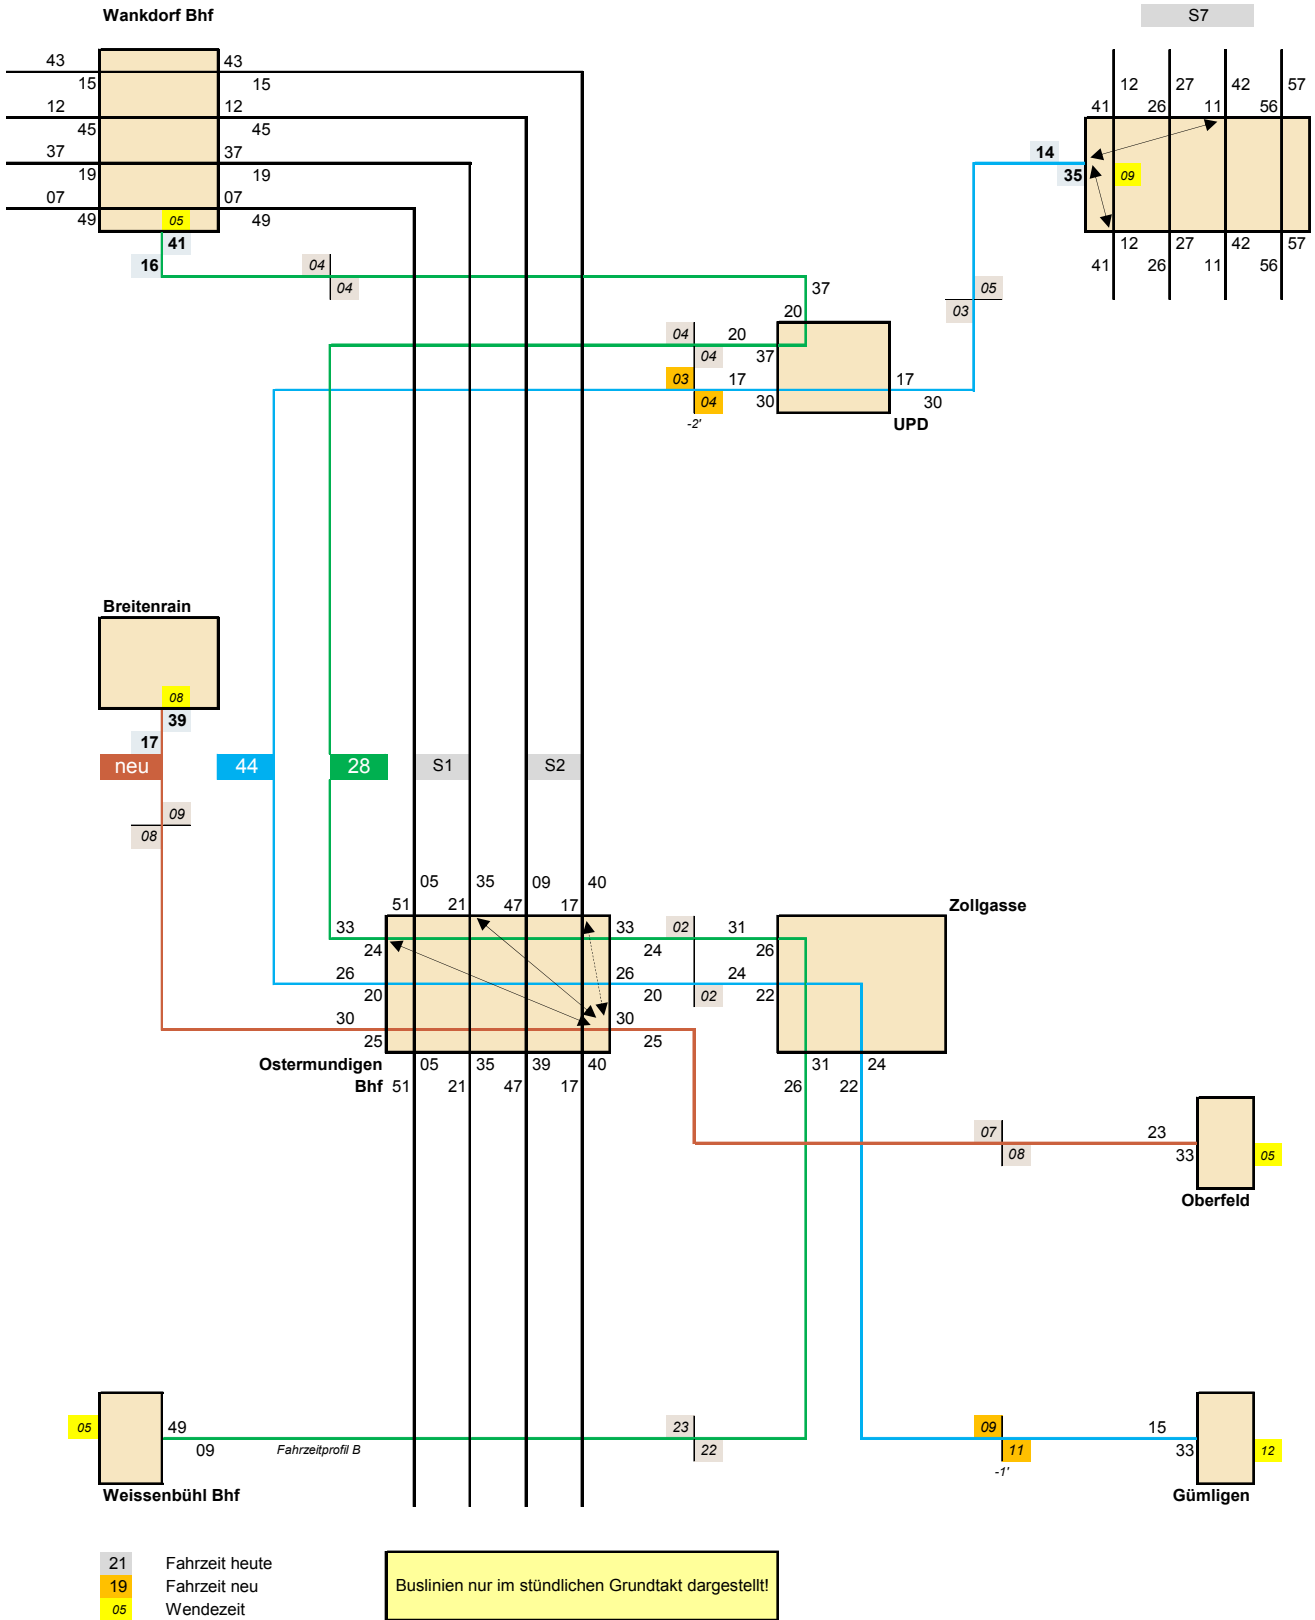 Wankdorf Bhf
S7
43 43
15 15
12 12
45 45
37 37
19 19
07 07
49 05 49
41
16 04
04
12 27 42 57
41 26 11 56
14
35 09
12 27 42 57
41 26 11 56
37
20
05
03
04 20
04 37
03 17 17
04 30 30
-2'
UPD
Breitenrain
08
39
17
neu 44 28 S1 S2
09
08
05 35 09 40
51 21 47 17
Zollgasse
33 33 02 31
24 24 26
26 26 24
20 20 02 22
30 30
25 25
Ostermundigen 05 35 39 40 31 24
Bhf 51 21 47 17 26 22
07 23
08 33 05
Oberfeld
05 49 23 09 15
09 Fahrzeitprofil B 22 11 33 12
-1'
Weissenbühl Bhf Gümligen
21 Fahrzeit heute
19 Fahrzeit neu
05 Wendezeit
Buslinien nur im stündlichen Grundtakt dargestellt!